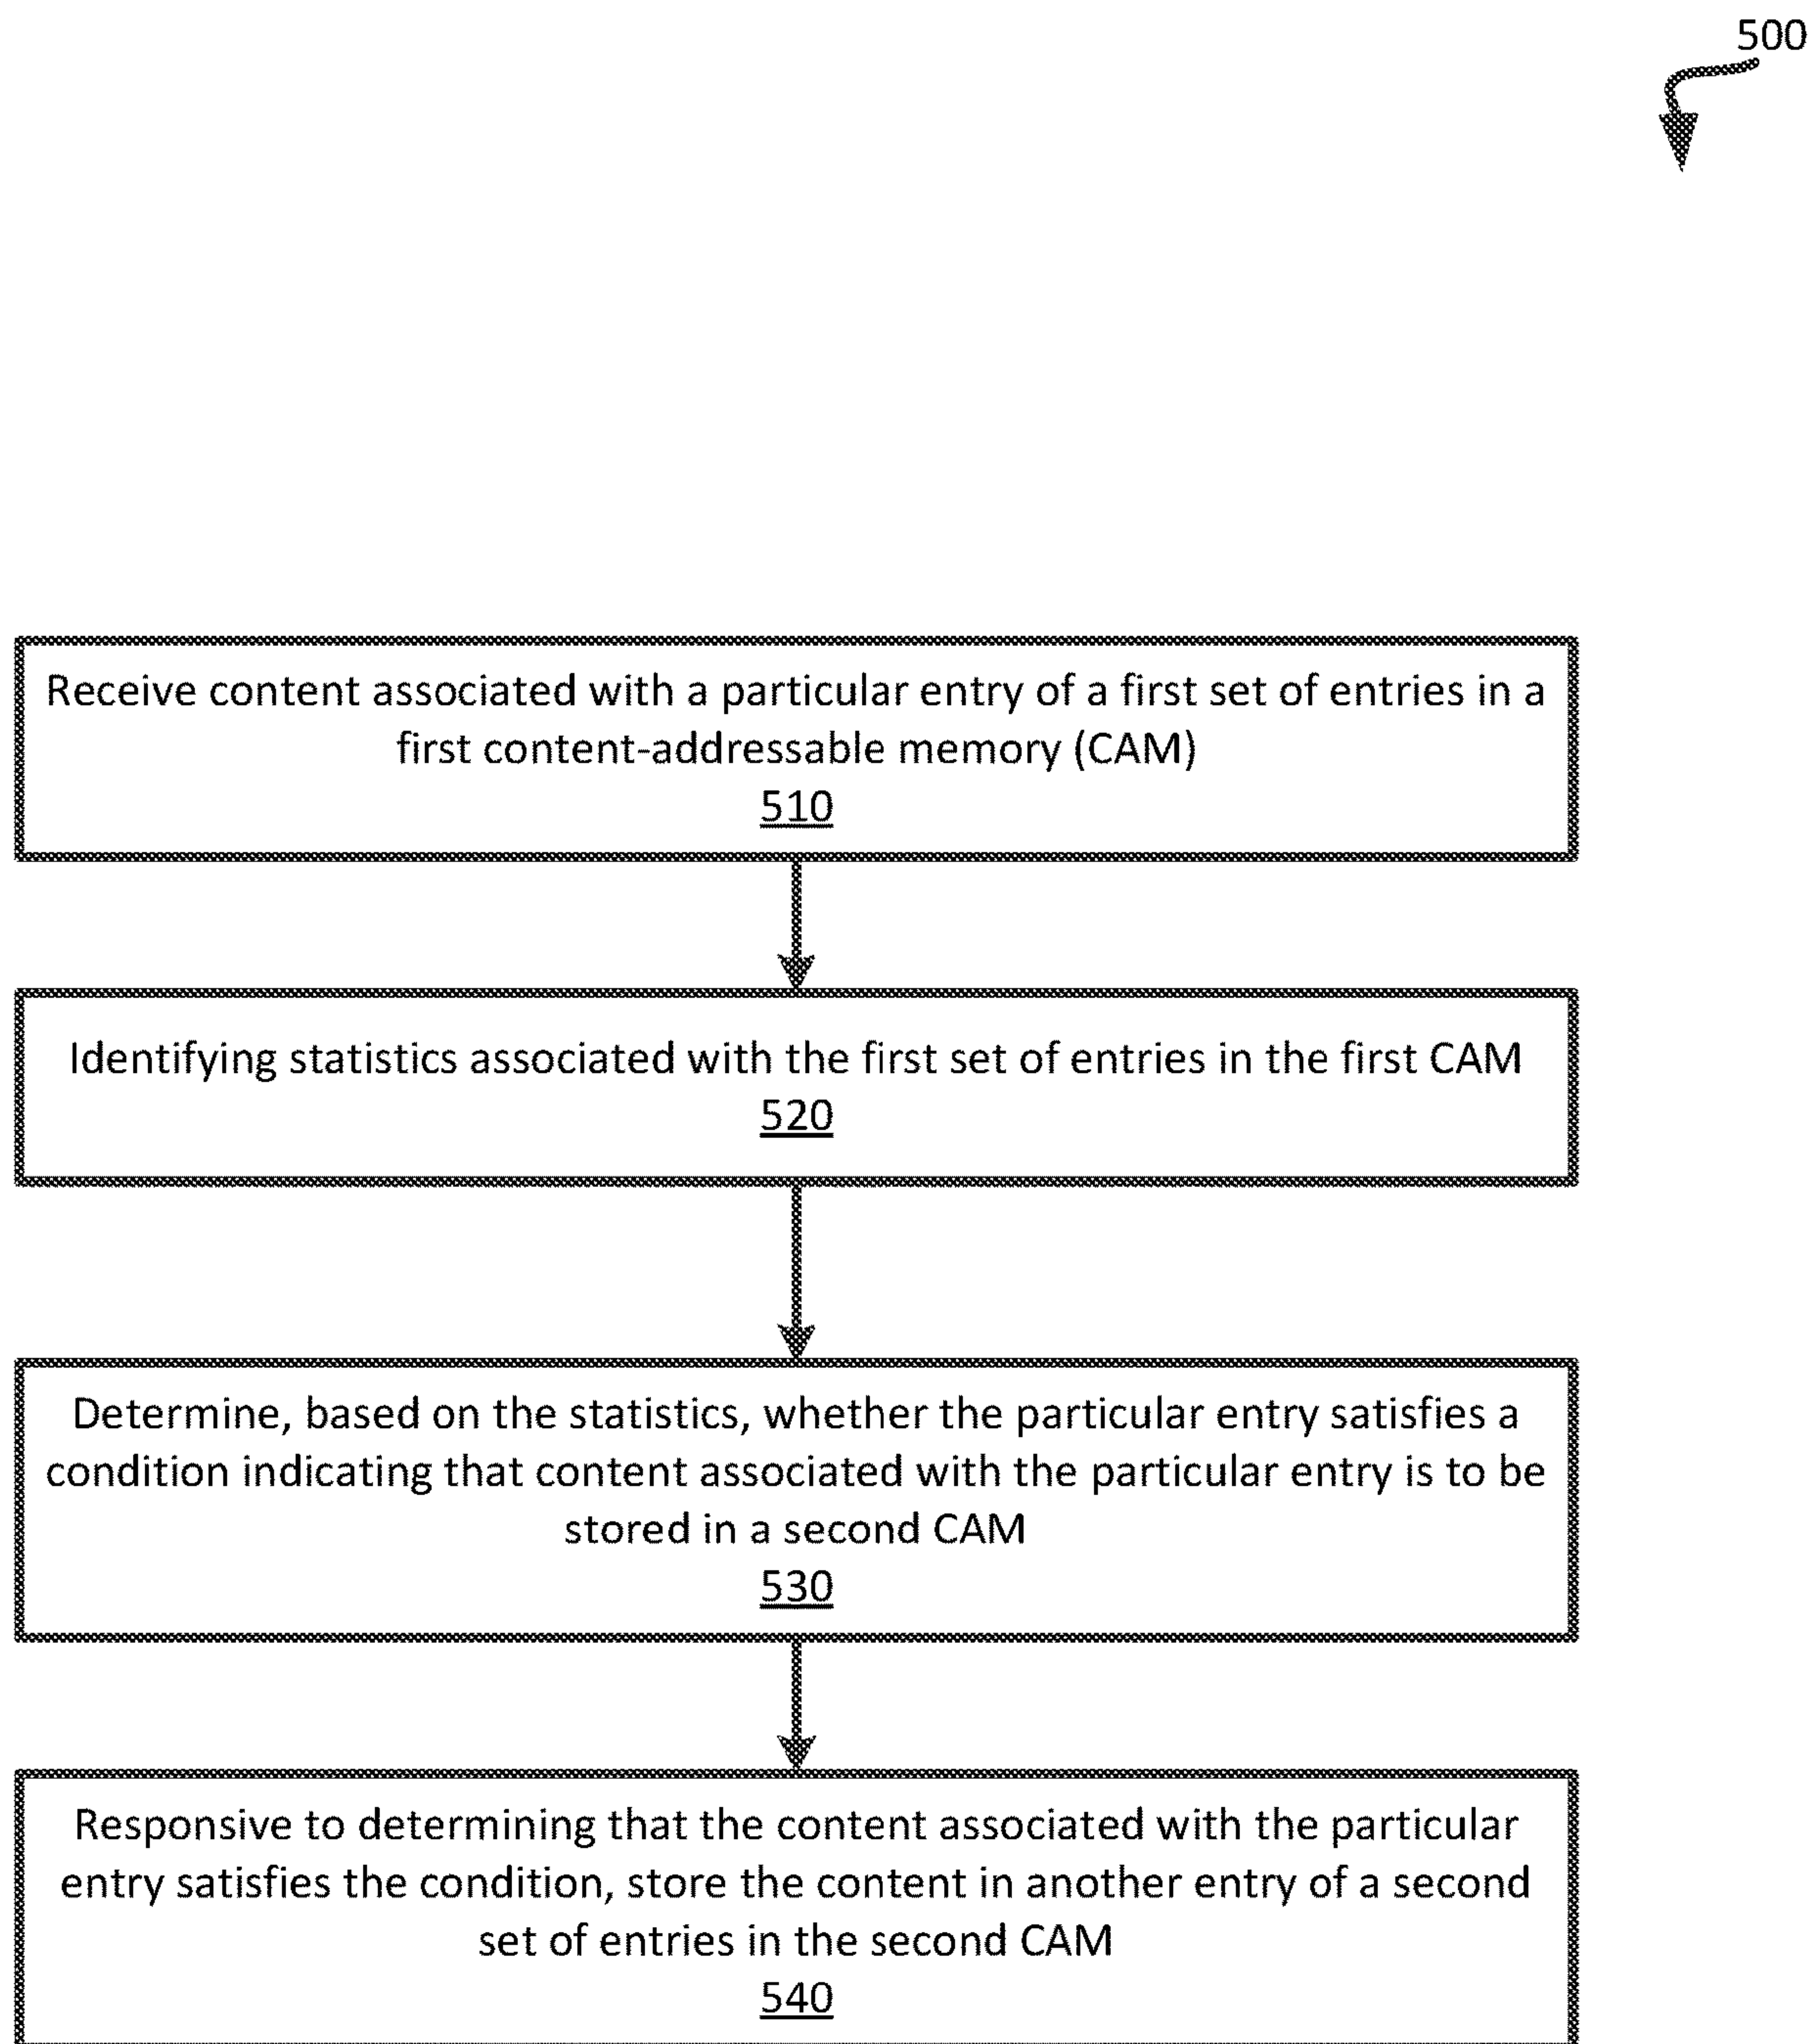 500
Receive content associated with a particular entry of a first set of entries in a
first content-addressable memory (CAM)
510
Identifying statistics associated with the first set of entries in the first CAM
520
Determine, based on the statistics, whether the particular entry satisfies a
condition indicating that content associated with the particular entry is to be
stored in a second CAM
530
Responsive to determining that the content associated with the particular
entry satisfies the condition, store the content in another entry of a second
set of entries in the second CAM
540